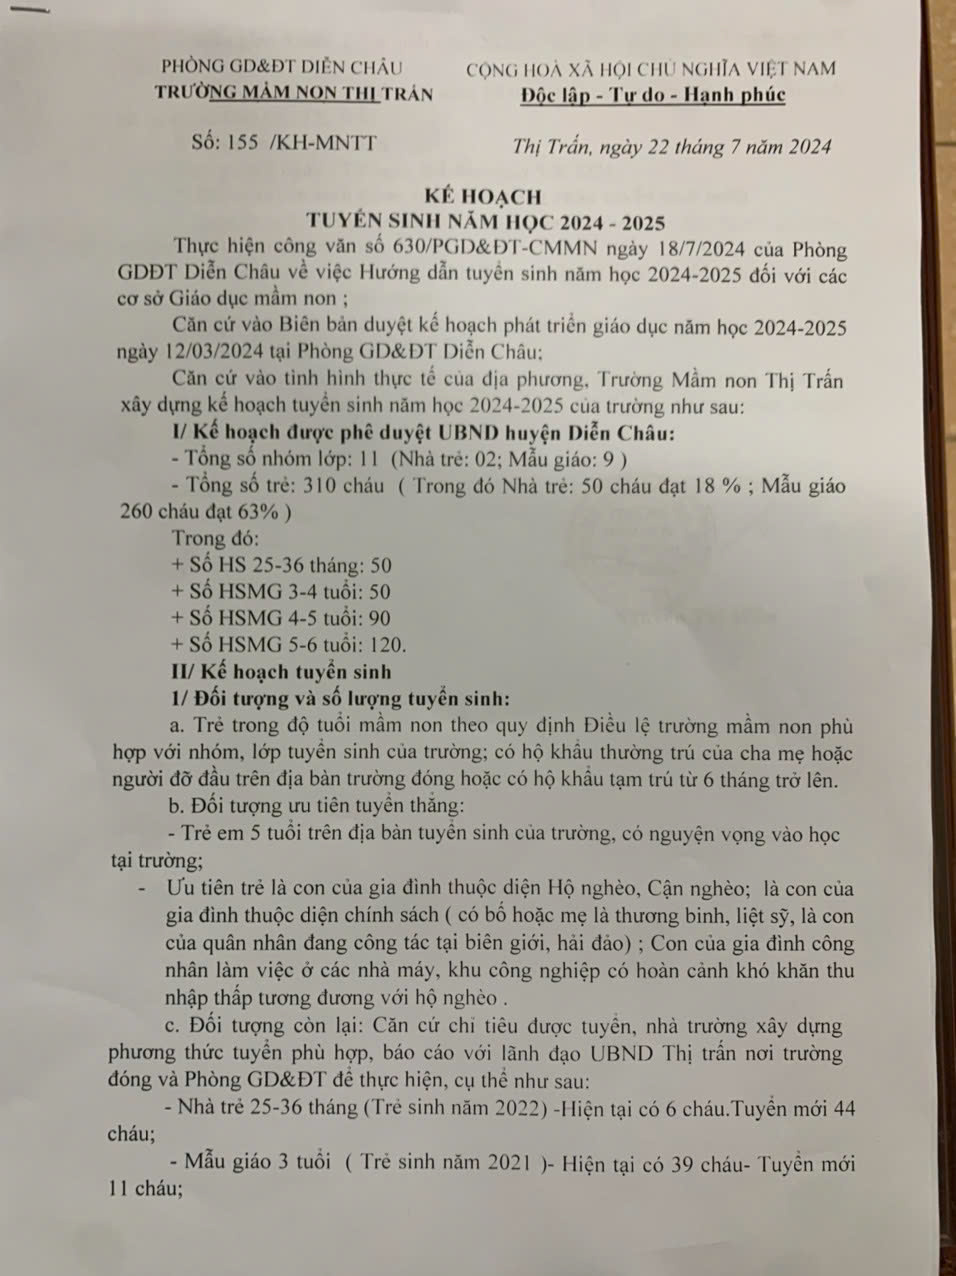 PHÒNG GD&ĐT DIỄN CHÂU
CỘNG HOÀ XÃ HỘI CHỦ NGHĨA VIỆT NAM
TRƯỜNG MẦM NON THỊ TRẤN
Độc lập - Tự do - Hạnh phúc
Số: 155 /KH-MNTT
Thị Trấn, ngày 22 tháng 7 năm 2024
KẾ HOẠCH
TUYỂN SINH NĂM HỌC 2024 - 2025
Thực hiện công văn số 630/PGD&ĐT-CMMN ngày 18/7/2024 của Phòng
GDĐT Diễn Châu về việc Hướng dẫn tuyển sinh năm học 2024-2025 đối với các
cơ sở Giáo dục mầm non ;
Căn cứ vào Biên bản duyệt kế hoạch phát triển giáo dục năm học 2024-2025
ngày 12/03/2024 tại Phòng GD&ĐT Diễn Châu;
Căn cứ vào tình hình thực tế của địa phương, Trường Mầm non Thị Trấn
xây dựng kế hoạch tuyển sinh năm học 2024-2025 của trường như sau:
I/ Kế hoạch được phê duyệt UBND huyện Diễn Châu:
- Tổng số nhóm lớp: 11 (Nhà trẻ: 02; Mẫu giáo: 9 )
- Tổng số trẻ: 310 cháu ( Trong đó Nhà trẻ: 50 cháu đạt 18 % ; Mẫu giáo
260 cháu đạt 63% )
Trong đó:
+ Số HS 25-36 tháng: 50
+ Số HSMG 3-4 tuổi: 50
+ Số HSMG 4-5 tuổi: 90
+ Số HSMG 5-6 tuổi: 120.
II/ Kế hoạch tuyển sinh
1/ Đối tượng và số lượng tuyển sinh:
a. Trẻ trong độ tuổi mầm non theo quy định Điều lệ trường mầm non phù
hợp với nhóm, lớp tuyển sinh của trường; có hộ khẩu thường trú của cha mẹ hoặc
người đỡ đầu trên địa bàn trường đóng hoặc có hộ khẩu tạm trú từ 6 tháng trở lên.
b. Đối tượng ưu tiên tuyển thẳng:
- Trẻ em 5 tuổi trên địa bàn tuyển sinh của trường, có nguyện vọng vào học
tại trường;
- Ưu tiên trẻ là con của gia đình thuộc diện Hộ nghèo, Cận nghèo; là con của
gia đình thuộc diện chính sách ( có bố hoặc mẹ là thương binh, liệt sỹ, là con
của quân nhân đang công tác tại biên giới, hải đảo) ; Con của gia đình công
nhân làm việc ở các nhà máy, khu công nghiệp có hoàn cảnh khó khăn thu
nhập thấp tương đương với hộ nghèo .
c. Đối tượng còn lại: Căn cứ chỉ tiêu được tuyển, nhà trường xây dựng
phương thức tuyển phù hợp, báo cáo với lãnh đạo UBND Thị trấn nơi trường
đóng và Phòng GD&ĐT để thực hiện, cụ thể như sau:
- Nhà trẻ 25-36 tháng (Trẻ sinh năm 2022) -Hiện tại có 6 cháu.Tuyển mới 44
cháu;
- Mẫu giáo 3 tuổi ( Trẻ sinh năm 2021 )- Hiện tại có 39 cháu- Tuyển mới
11 cháu;